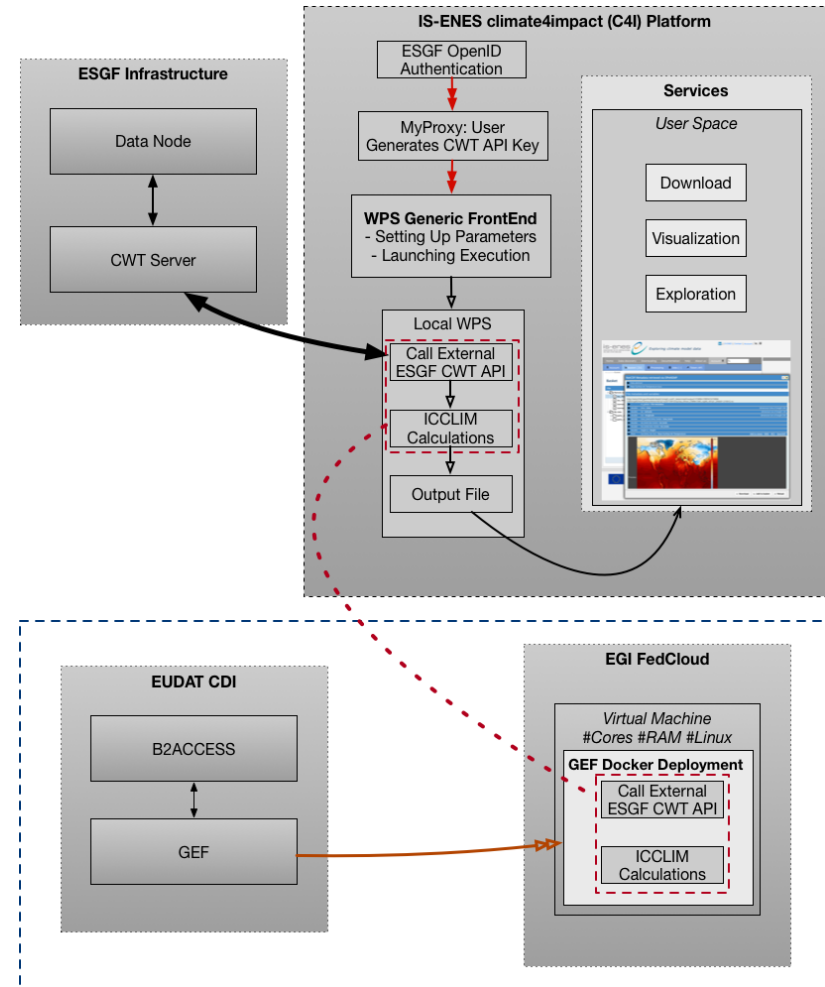 IS-ENES climate4impact (C4I) Platform
ESGF OpenID
Authentication
MyProxy: User
Generates CWT API Key
WPS Generic FrontEnd
- Setting Up Parameters
- Launching Execution
Local WPS
Call External
ESGF CWT API
ICCLIM
Calculations
Output File
ESGF Infrastructure
Data Node
CWT Server
Services
User Space
Download
Visualization
Exploration
is-enes
EUDAT CDI
B2ACCESS
GEF
EGI FedCloud
Virtual Machine
#Cores #RAM #Linux
GEF Docker Deployment
Call External
ESGF CWT API
ICCLIM
Calculations